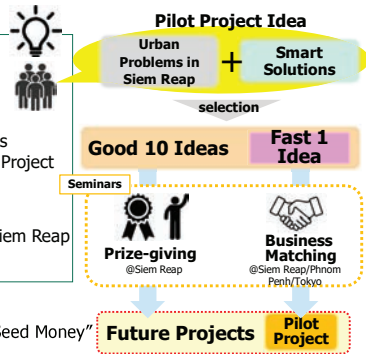 Pilot Project Idea
Urban
Problems in
Siem Reap
+
Smart
Solutions
selection
s
Project
Good 10 Ideas
Fast 1
Idea
Seminars
iem Reap
Prize-giving
@Siem Reap
Business
Matching
@Siem Reap/Phnom
Penh/Tokyo
Seed Money”
Future Projects
Pilot
Project